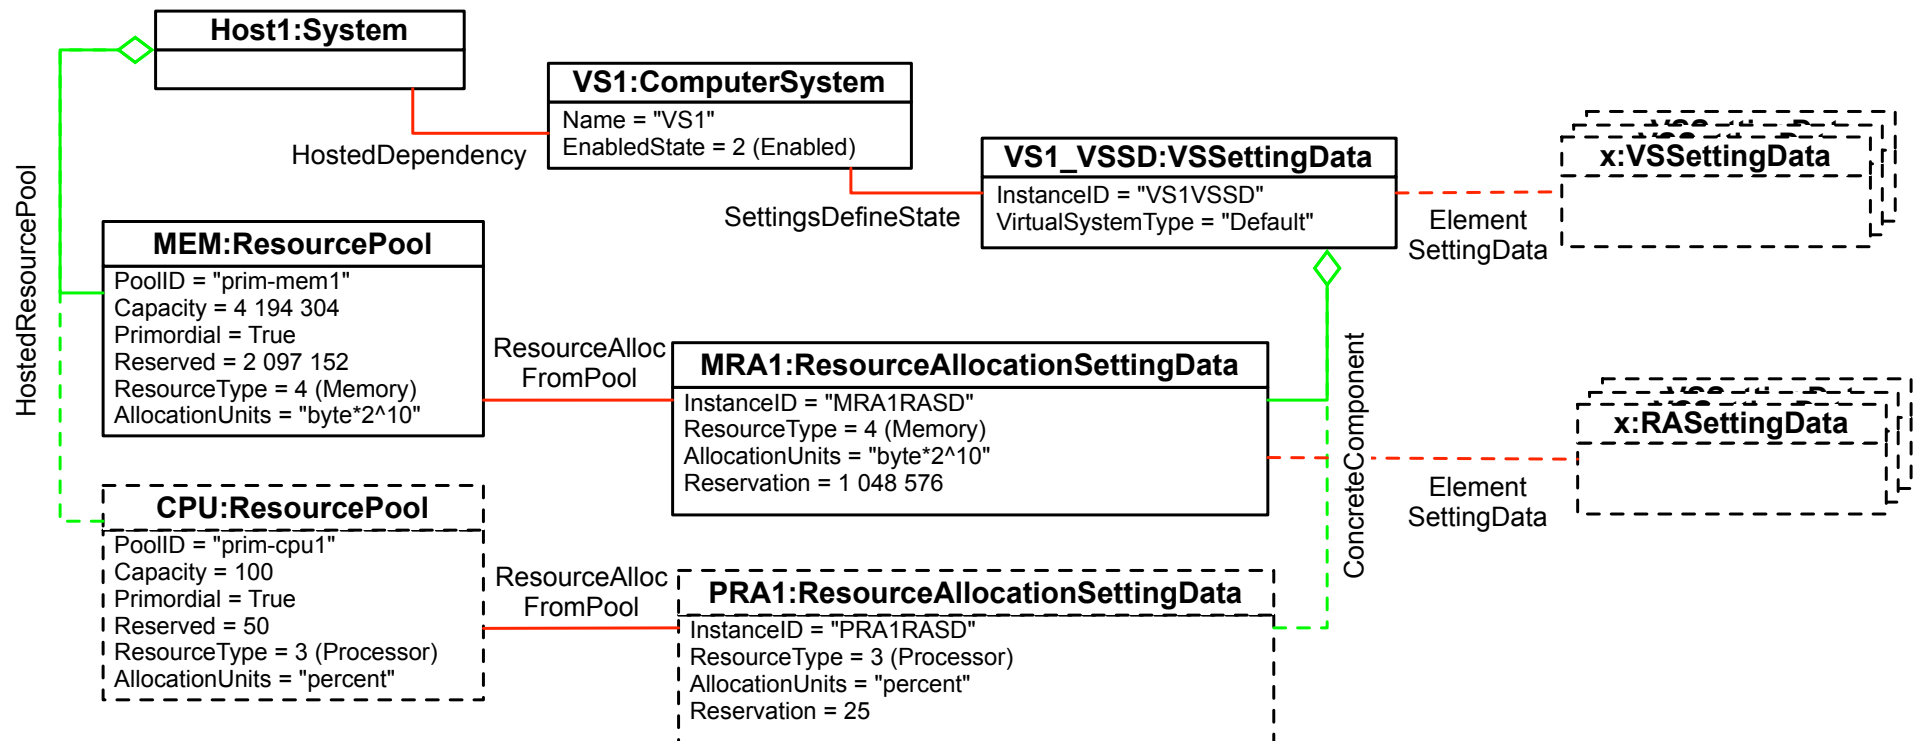 Host1:System
VS1:ComputerSystem
Name = "VS1"
EnabledState = 2 (Enabled)
HostedDependency
VS1_VSSD:VSSettingData
InstanceID = "VS1VSSD"
VirtualSystemType = "Default"
SettingsDefineState
x:VSSettingData
Element
SettingData
HostedResourcePool
MEM:ResourcePool
PoolID = "prim-mem1"
Capacity = 4 194 304
Primordial = True
Reserved = 2 097 152
ResourceType = 4 (Memory)
AllocationUnits = "byte*2^10"
ResourceAlloc
FromPool
MRA1:ResourceAllocationSettingData
InstanceID = "MRA1RASD"
ResourceType = 4 (Memory)
AllocationUnits = "byte*2^10"
Reservation = 1 048 576
ConcreteComponent
x:RASettingData
Element
SettingData
CPU:ResourcePool
PoolID = "prim-cpu1"
Capacity = 100
Primordial = True
Reserved = 50
ResourceType = 3 (Processor)
AllocationUnits = "percent"
ResourceAlloc
FromPool
PRA1:ResourceAllocationSettingData
InstanceID = "PRA1RASD"
ResourceType = 3 (Processor)
AllocationUnits = "percent"
Reservation = 25